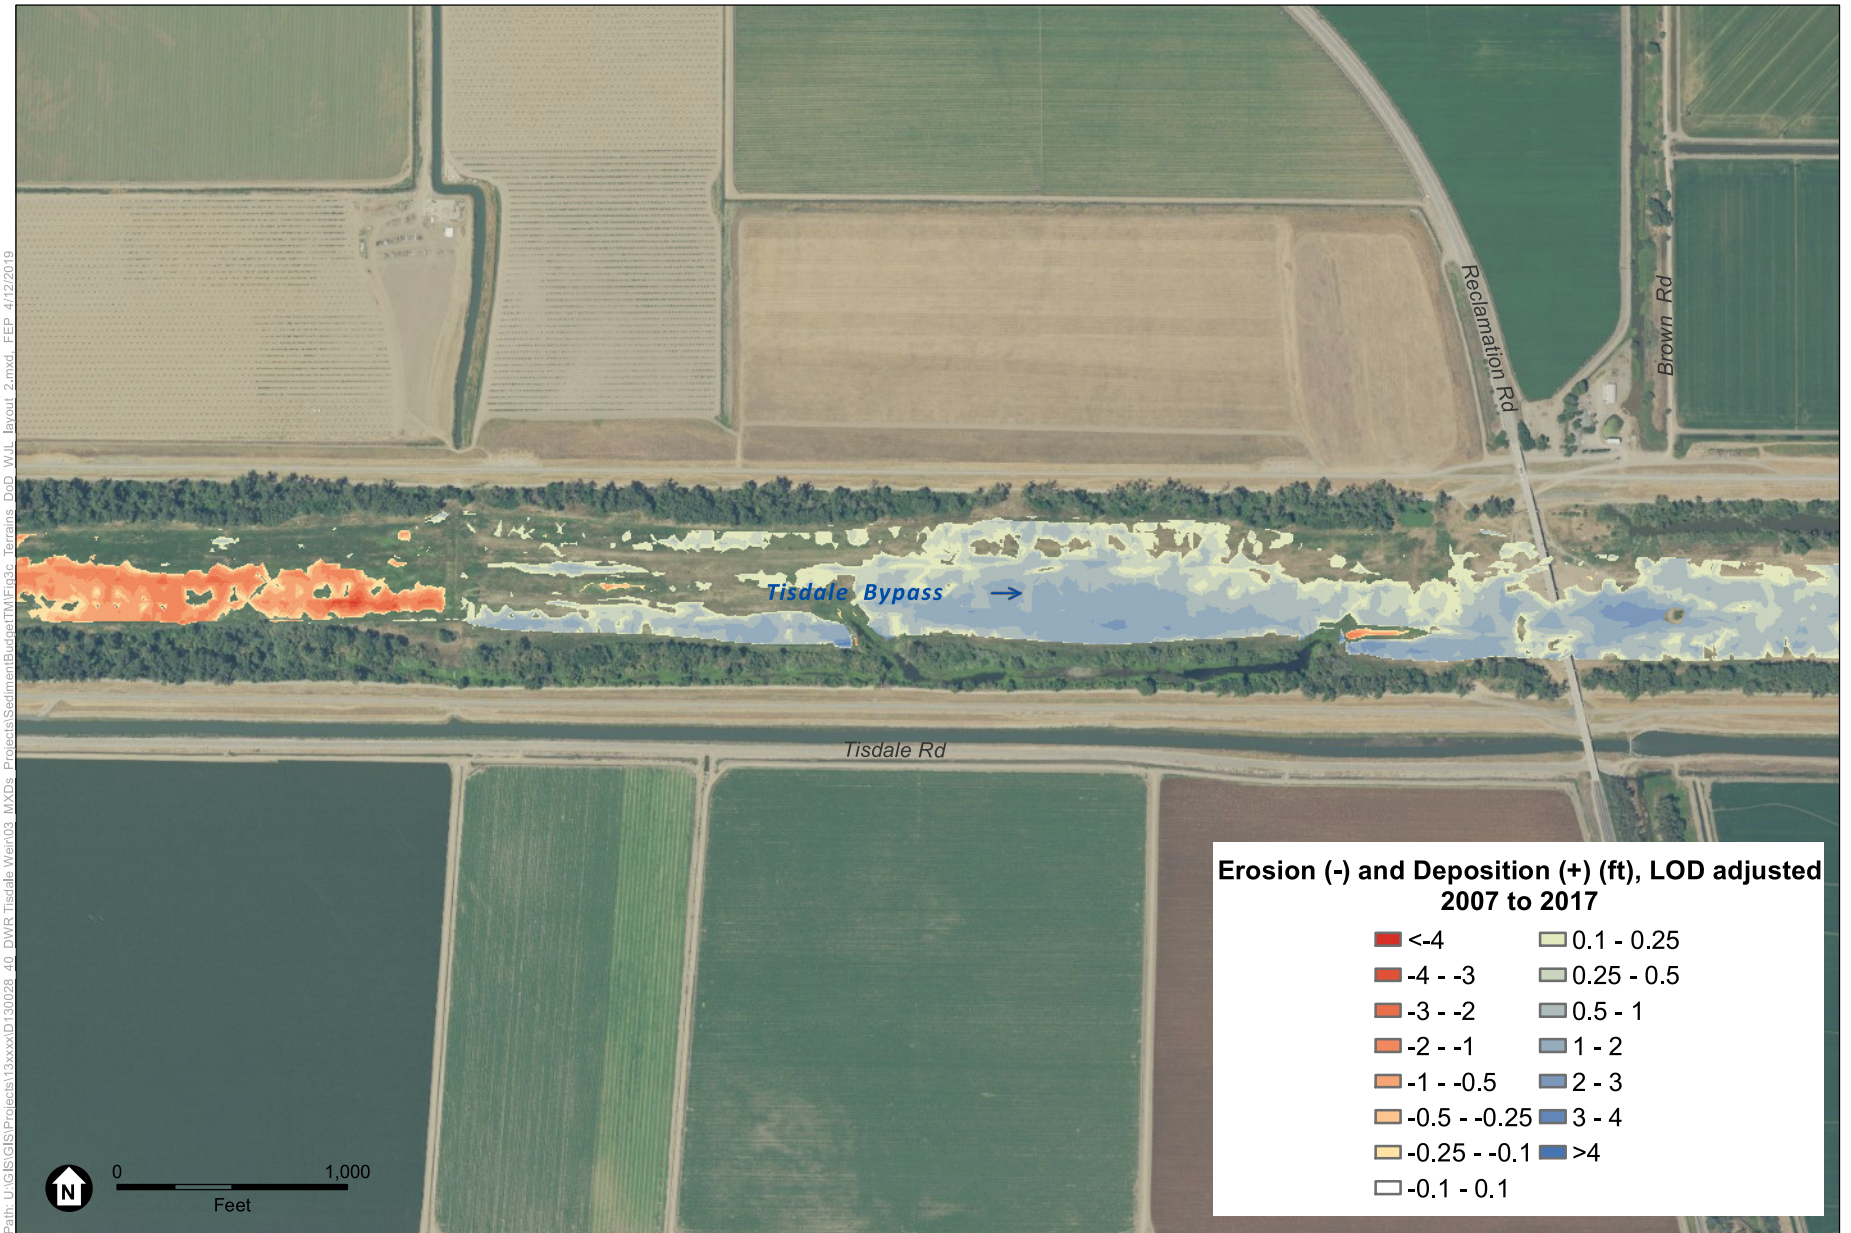 Reclamation Rd
Brown Rd
Tisdale Bypass
Tisdale Rd
Erosion (-) and Deposition (+) (ft), LOD adjusted
2007 to 2017
<-4
-4 - -3
-3 - -2
-2 - -1
-1 - -0.5
-0.5 - -0.25
-0.25 - -0.1
-0.1 - 0.1
0.1 - 0.25
0.25 - 0.5
0.5 - 1
1 - 2
2 - 3
3 - 4
>4
N
0 1,000
Feet
Path: U:\GIS\GIS\Projects\13xxxx\D130028_40_DWR Tisdale Weir\03_MXDs_Projects\SedimentBudgetTM\Fig3c_Terrains_DoD_WJL_layout_2.mxd, FEP 4/12/2019